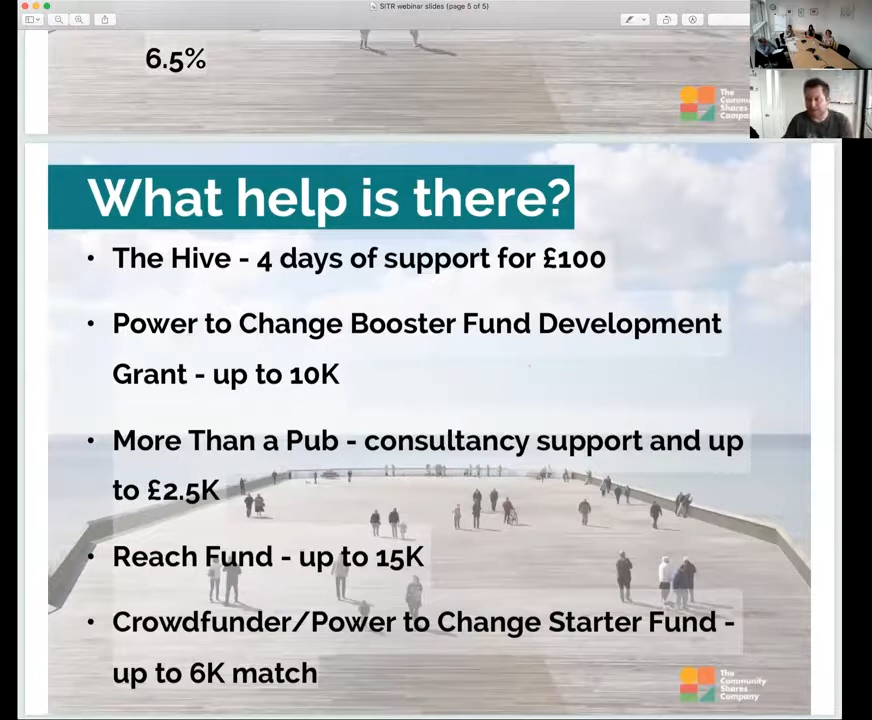 SITR webinar slides (page 5 of 5)
6.5%
The
Shares
What help is there?
• The Hive - 4 days of support for £100
• Power to Change Booster Fund Development
Grant - up to 10K
• More Than a Pub - consultancy support and up
to £2.5K
• Reach Fund - up to 15K
• Crowdfunder/Power to Change Starter Fund -
up to 6K match
The
Community
Shares
Company